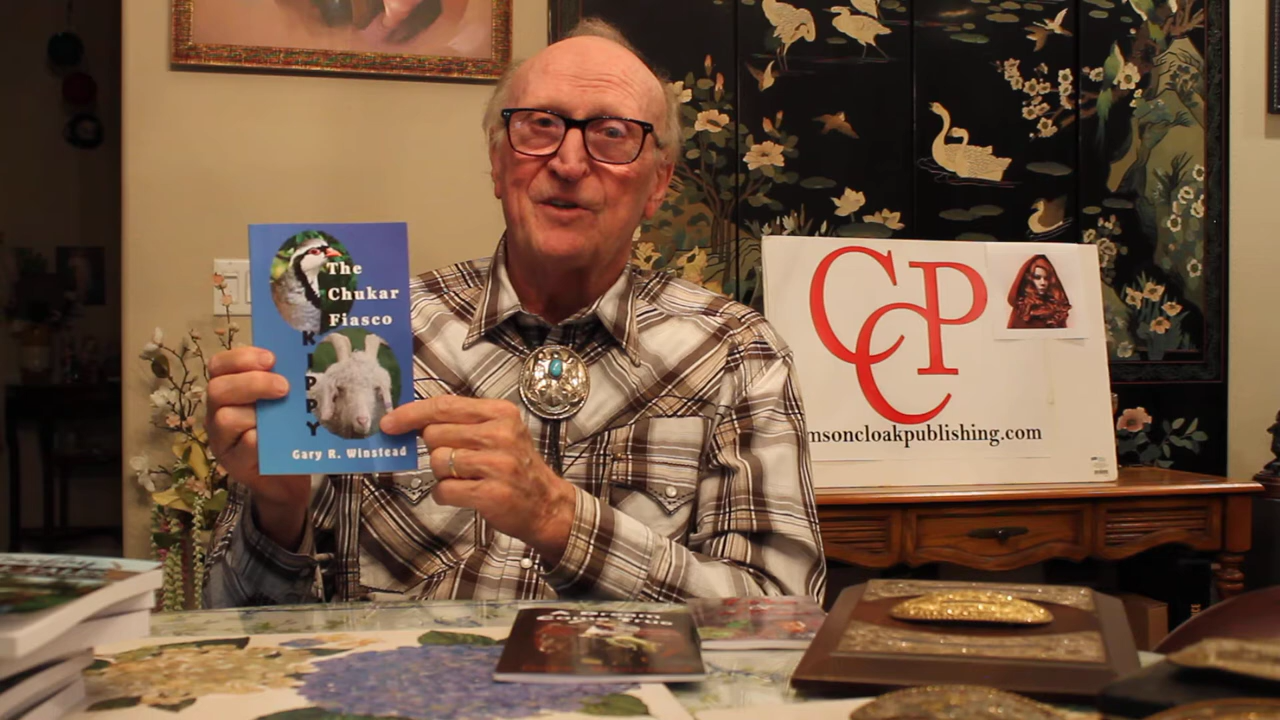 The
Chukar
Fiasco
KIPPY
Gary R. Winstead
CCP
msoncloakpublishing.com